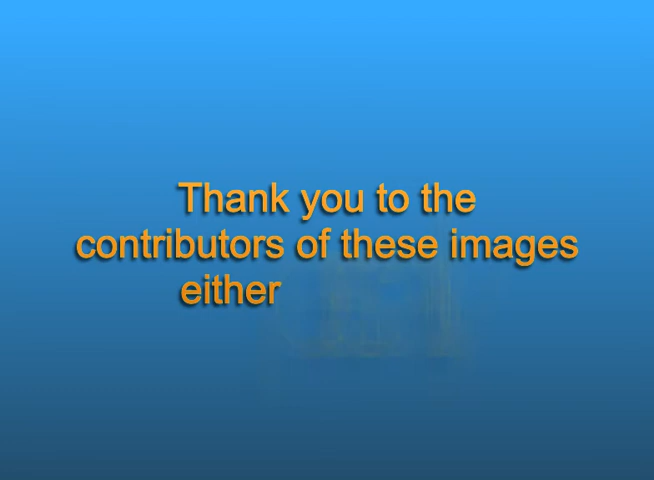 Thank you to the
contributors of these images
either